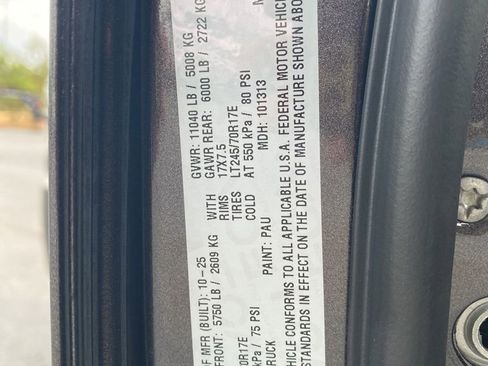 F MFR (BUILT): 10-25 GVWR: 11040 LB / 5008 KG
FRONT: 5750 LB / 2609 KG WITH GAWR REAR: 6000 LB / 2722 KG
RIMS 17X7.5
70R17E TIRES LT245/70R17E
kPa / 75 PSI COLD AT 550 kPa / 80 PSI
RUCK PAINT: PAU MDH: 101313
VEHICLE CONFORMS TO ALL APPLICABLE U.S.A. FEDERAL MOTOR VEHIC
STANDARDS IN EFFECT ON THE DATE OF MANUFACTURE SHOWN ABO